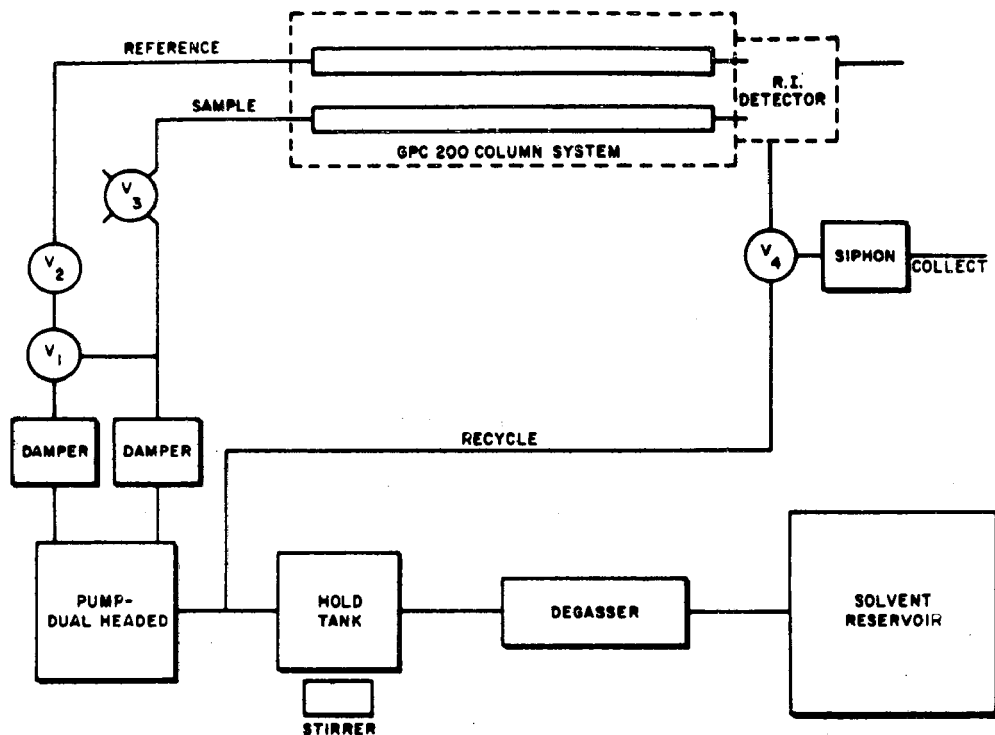 REFERENCE
R.I.
DETECTOR
SAMPLE
GPC 200 COLUMN SYSTEM
V3
V2
V4
SIPHON
COLLECT
V1
DAMPER
DAMPER
RECYCLE
PUMP-
DUAL HEADED
HOLD
TANK
DEGASSER
SOLVENT
RESERVOIR
STIRRER